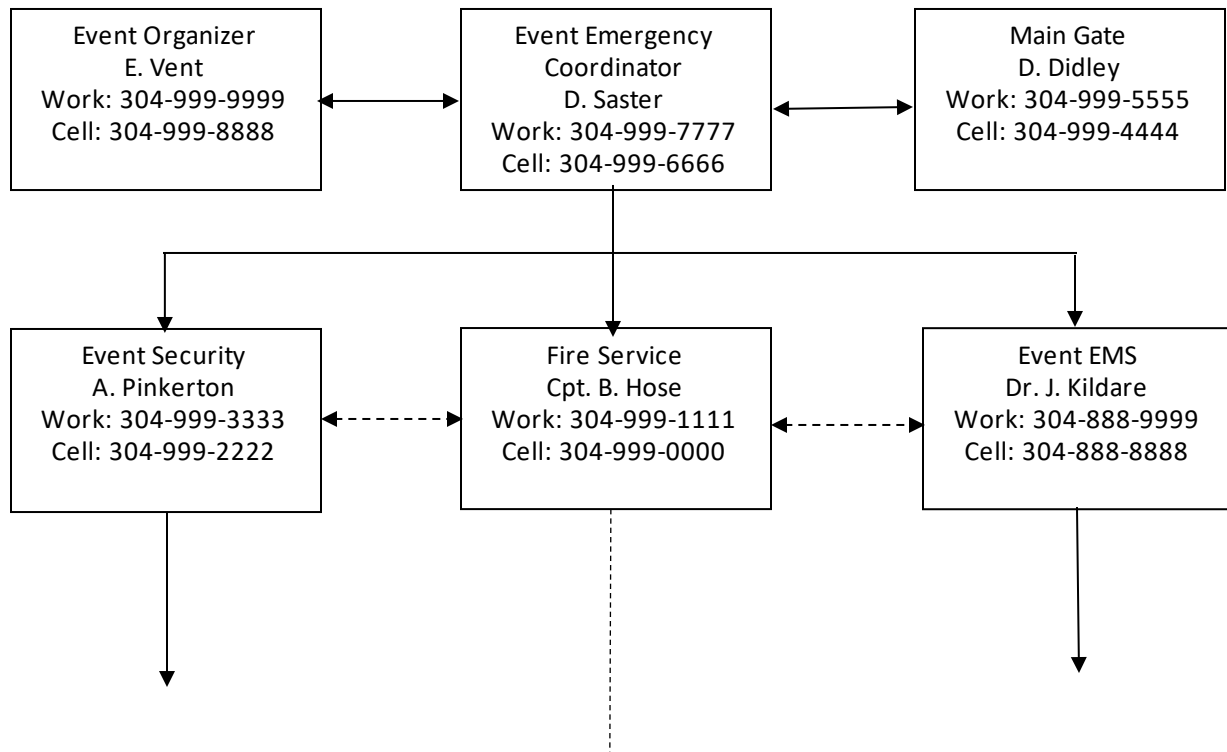 Event Organizer
E. Vent
Work: 304-999-9999
Cell: 304-999-8888
Event Emergency
Coordinator
D. Saster
Work: 304-999-7777
Cell: 304-999-6666
Main Gate
D. Didley
Work: 304-999-5555
Cell: 304-999-4444
Event Security
A. Pinkerton
Work: 304-999-3333
Cell: 304-999-2222
Fire Service
Cpt. B. Hose
Work: 304-999-1111
Cell: 304-999-0000
Event EMS
Dr. J. Kildare
Work: 304-888-9999
Cell: 304-888-8888